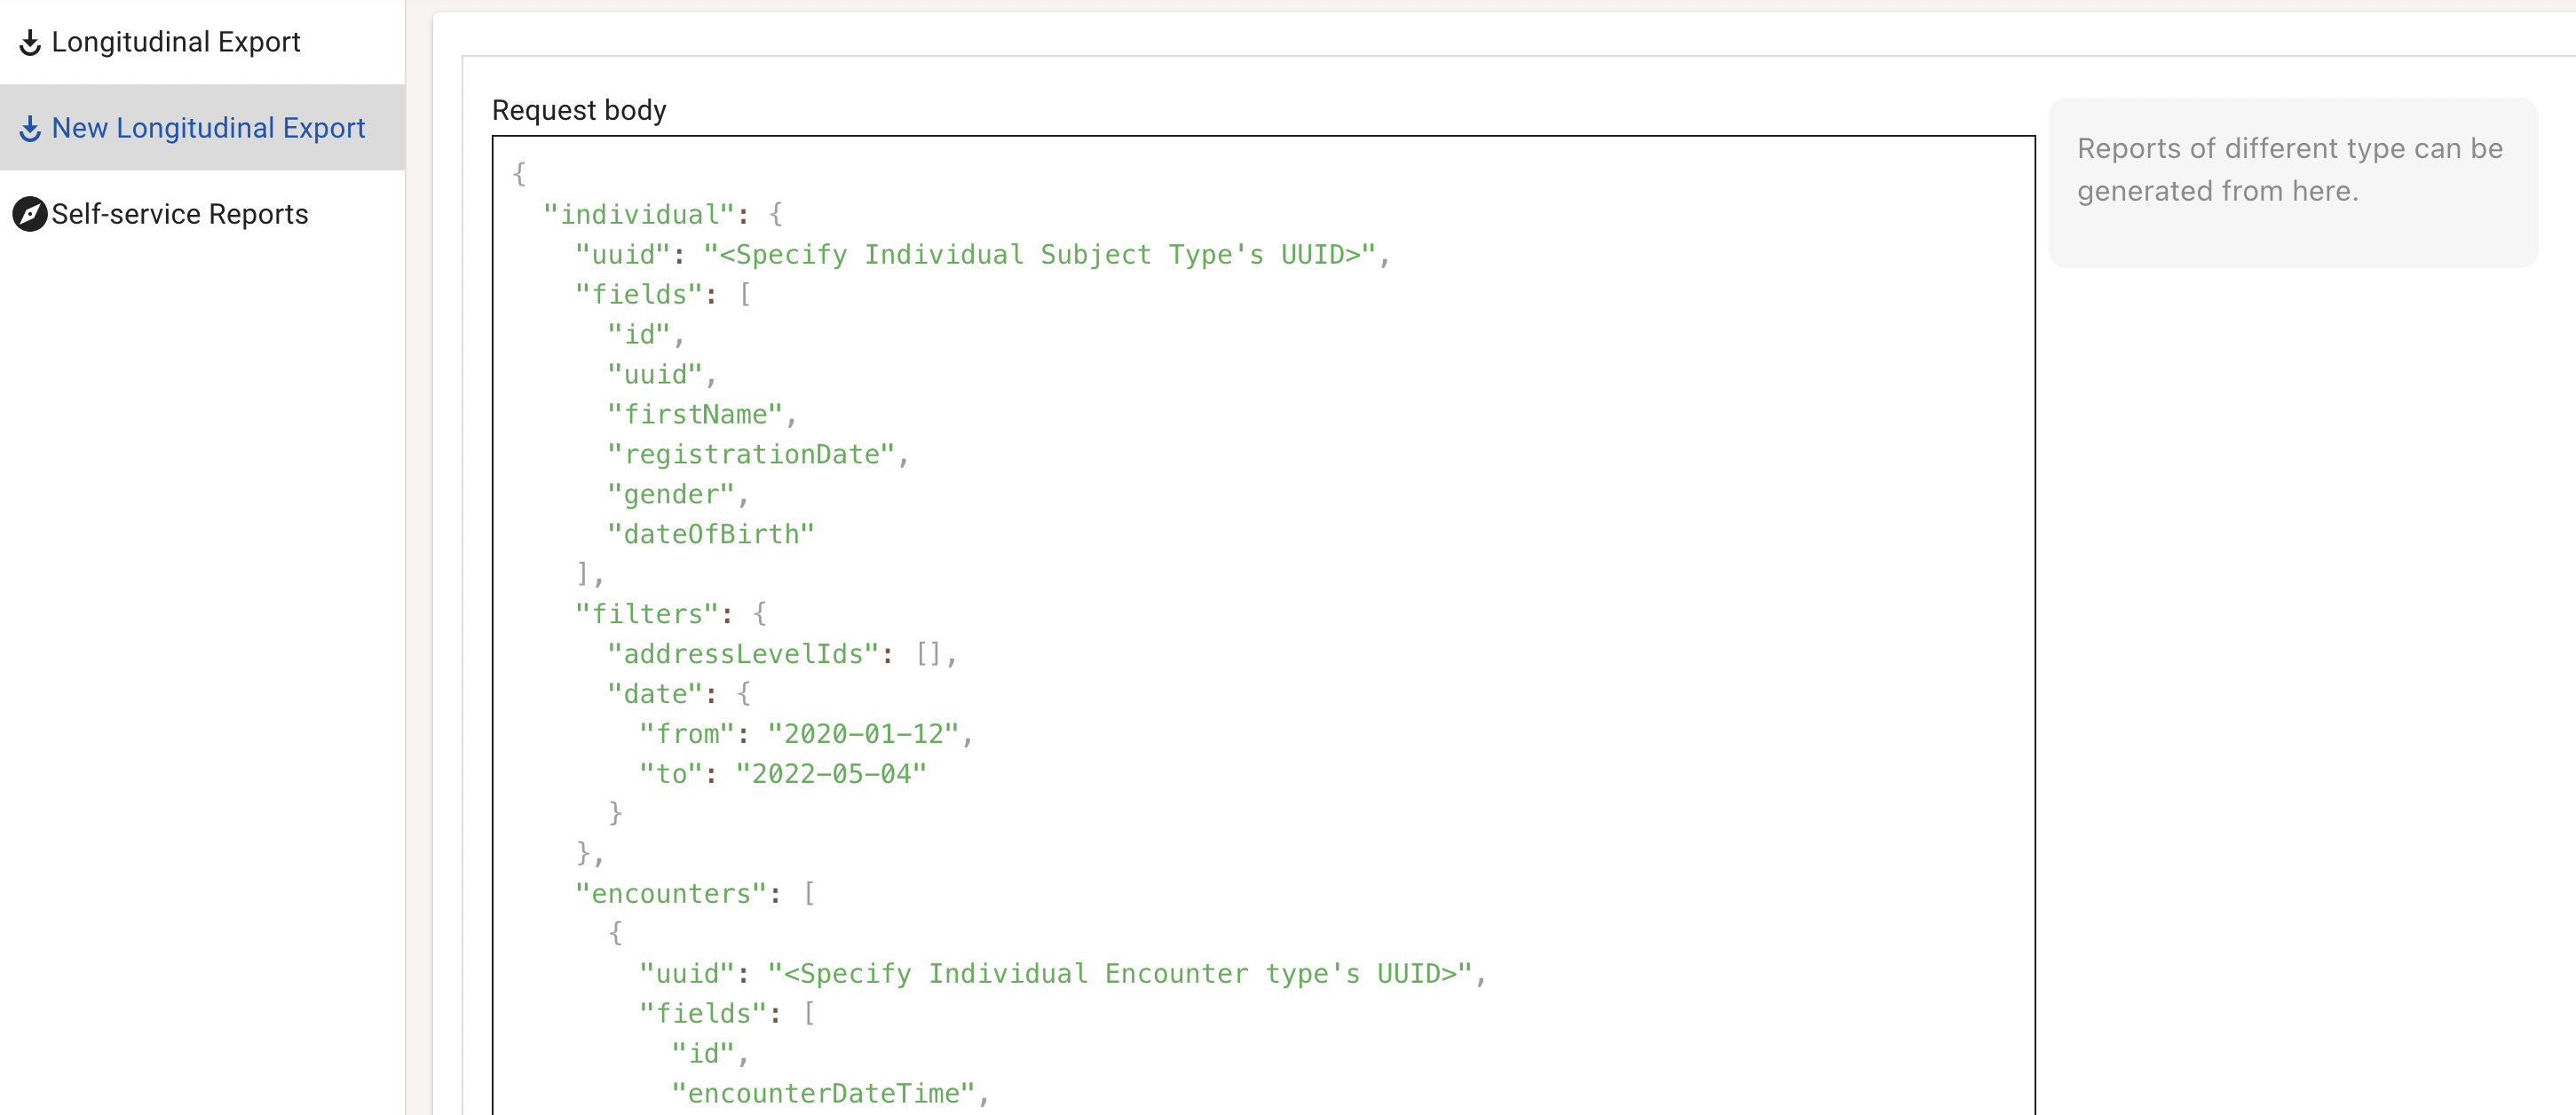 Longitudinal Export
New Longitudinal Export
Self-service Reports
Request body
{
  "individual": {
    "uuid": "<Specify Individual Subject Type's UUID>",
    "fields": [
      "id",
      "uuid",
      "firstName",
      "registrationDate",
      "gender",
      "dateOfBirth"
    ],
    "filters": {
      "addressLevelIds": [],
      "date": {
        "from": "2020-01-12",
        "to": "2022-05-04"
      }
    },
    "encounters": [
      {
        "uuid": "<Specify Individual Encounter type's UUID>",
        "fields": [
          "id",
          "encounterDateTime",
Reports of different type can be
generated from here.